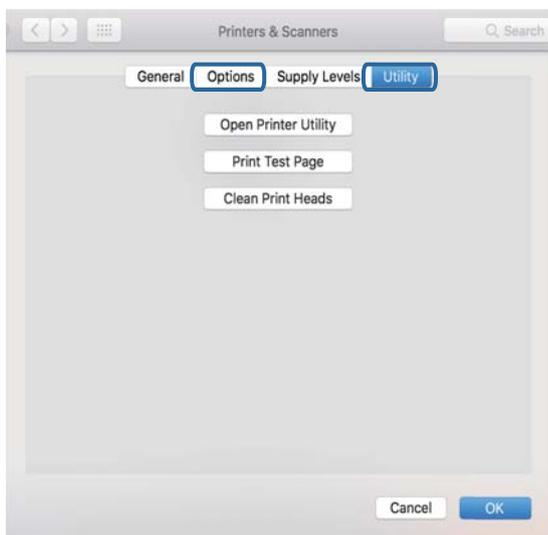 Printers & Scanners Search
General Options Supply Levels Utility
Open Printer Utility
Print Test Page
Clean Print Heads
Cancel OK